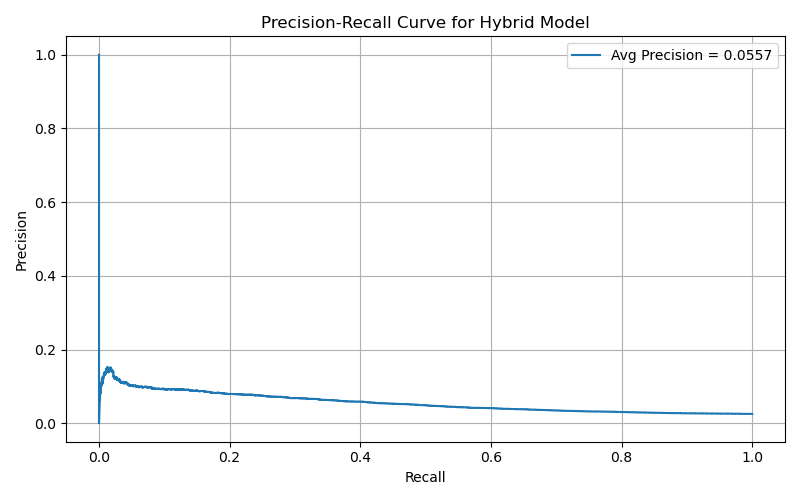 Precision-Recall Curve for Hybrid Model
Avg Precision = 0.0557
Precision
1.0
0.8
0.6
0.4
0.2
0.0
0.0 0.2 0.4 0.6 0.8 1.0
Recall